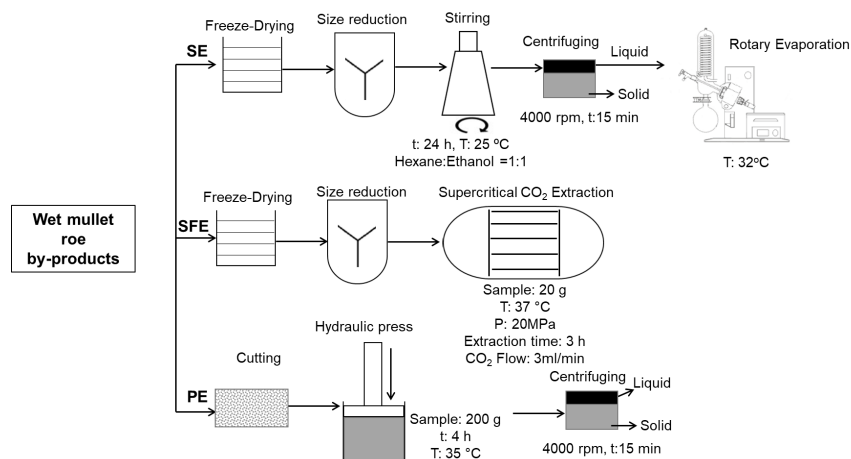 Freeze-Drying
Size reduction
Stirring
Centrifuging
Liquid
Rotary Evaporation
SE
Solid
4000 rpm, t:15 min
t: 24 h, T: 25 ºC
Hexane:Ethanol =1:1
T: 32ºC
Wet mullet
roe
by-products
Freeze-Drying
Size reduction
Supercritical CO₂ Extraction
SFE
Sample: 20 g
T: 37 °C
P: 20MPa
Extraction time: 3 h
CO₂ Flow: 3ml/min
Hydraulic press
Cutting
PE
Sample: 200 g
t: 4 h
T: 35 °C
Centrifuging
Liquid
Solid
4000 rpm, t:15 min